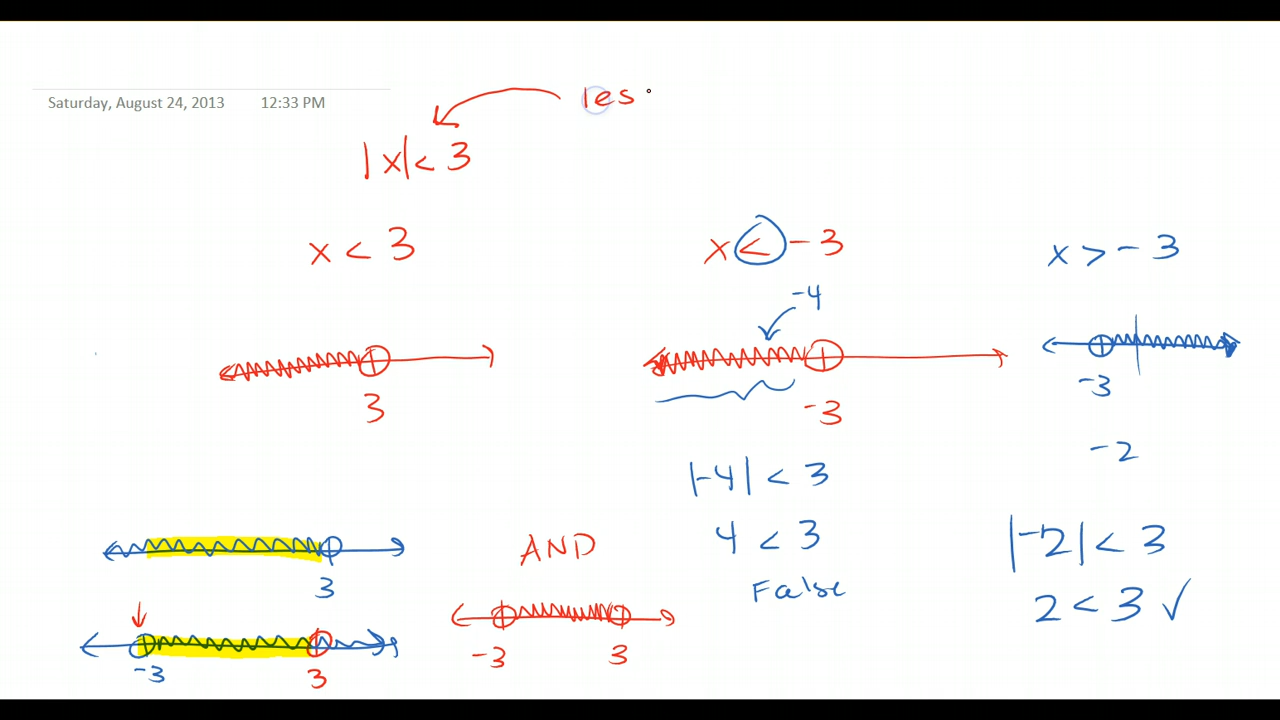 Saturday, August 24, 2013 12:33 PM
les
|x| < 3
x < 3
x < -3
x > -3
-4
3
-3
-3
-2
|-4| < 3
4 < 3
False
|-2| < 3
2 < 3 ✓
3
-3
3
AND
-3
3